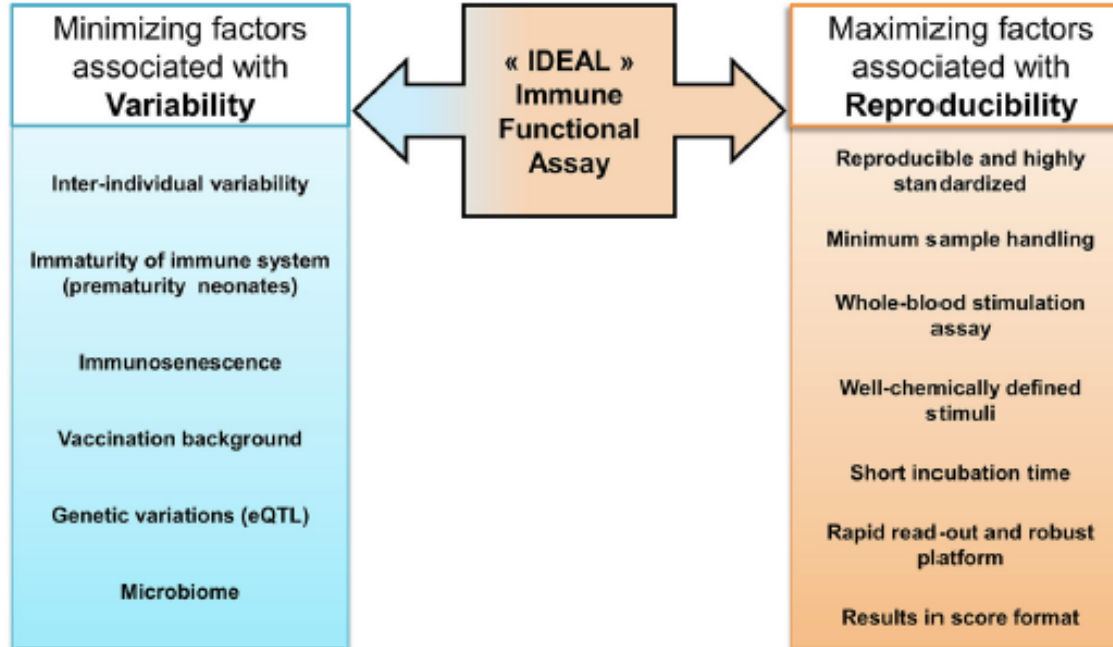 Minimizing factors
associated with
Variability
Inter-individual variability
Immaturity of immune system
(prematurity neonates)
Immunosenescence
Vaccination background
Genetic variations (eQTL)
Microbiome
« IDEAL »
Immune
Functional
Assay
Maximizing factors
associated with
Reproducibility
Reproducible and highly
standardized
Minimum sample handling
Whole-blood stimulation
assay
Well-chemically defined
stimuli
Short incubation time
Rapid read-out and robust
platform
Results in score format